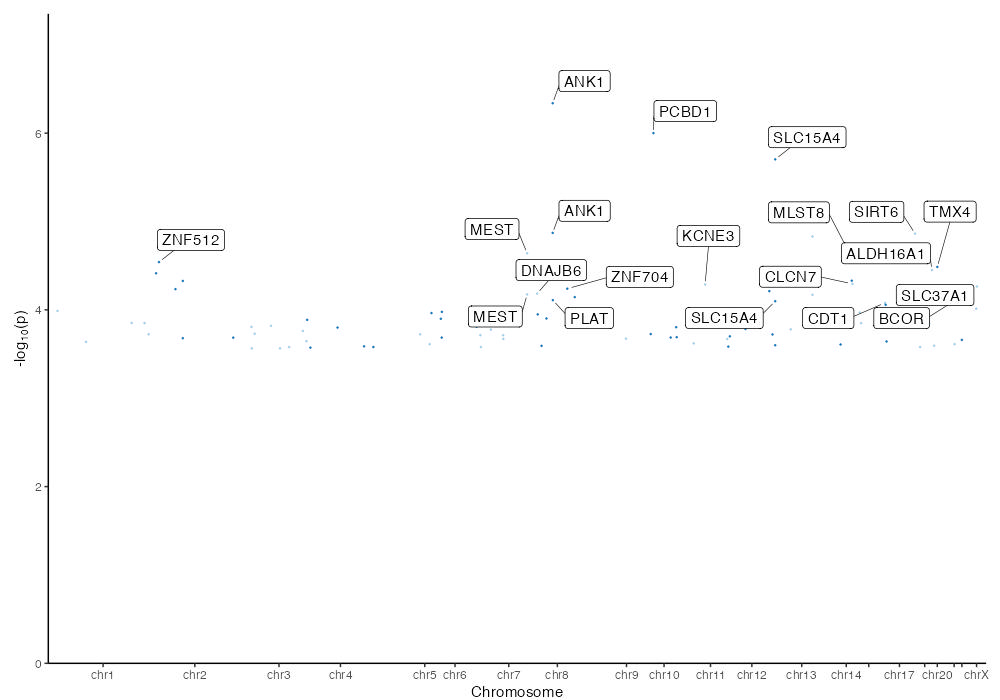 ANK1
PCBD1
6
SLC15A4
ANK1
MLST8
SIRT6
TMX4
MEST
KCNE3
ZNF512
ALDH16A1
DNAJB6
ZNF704
CLCN7
SLC37A1
4
MEST
PLAT
SLC15A4
CDT1
BCOR
-log10(p)
2
0
chr1 chr2 chr3 chr4 chr5 chr6 chr7 chr8 chr9 chr10 chr11 chr12 chr13 chr14 chr17 chr20 chrX
Chromosome